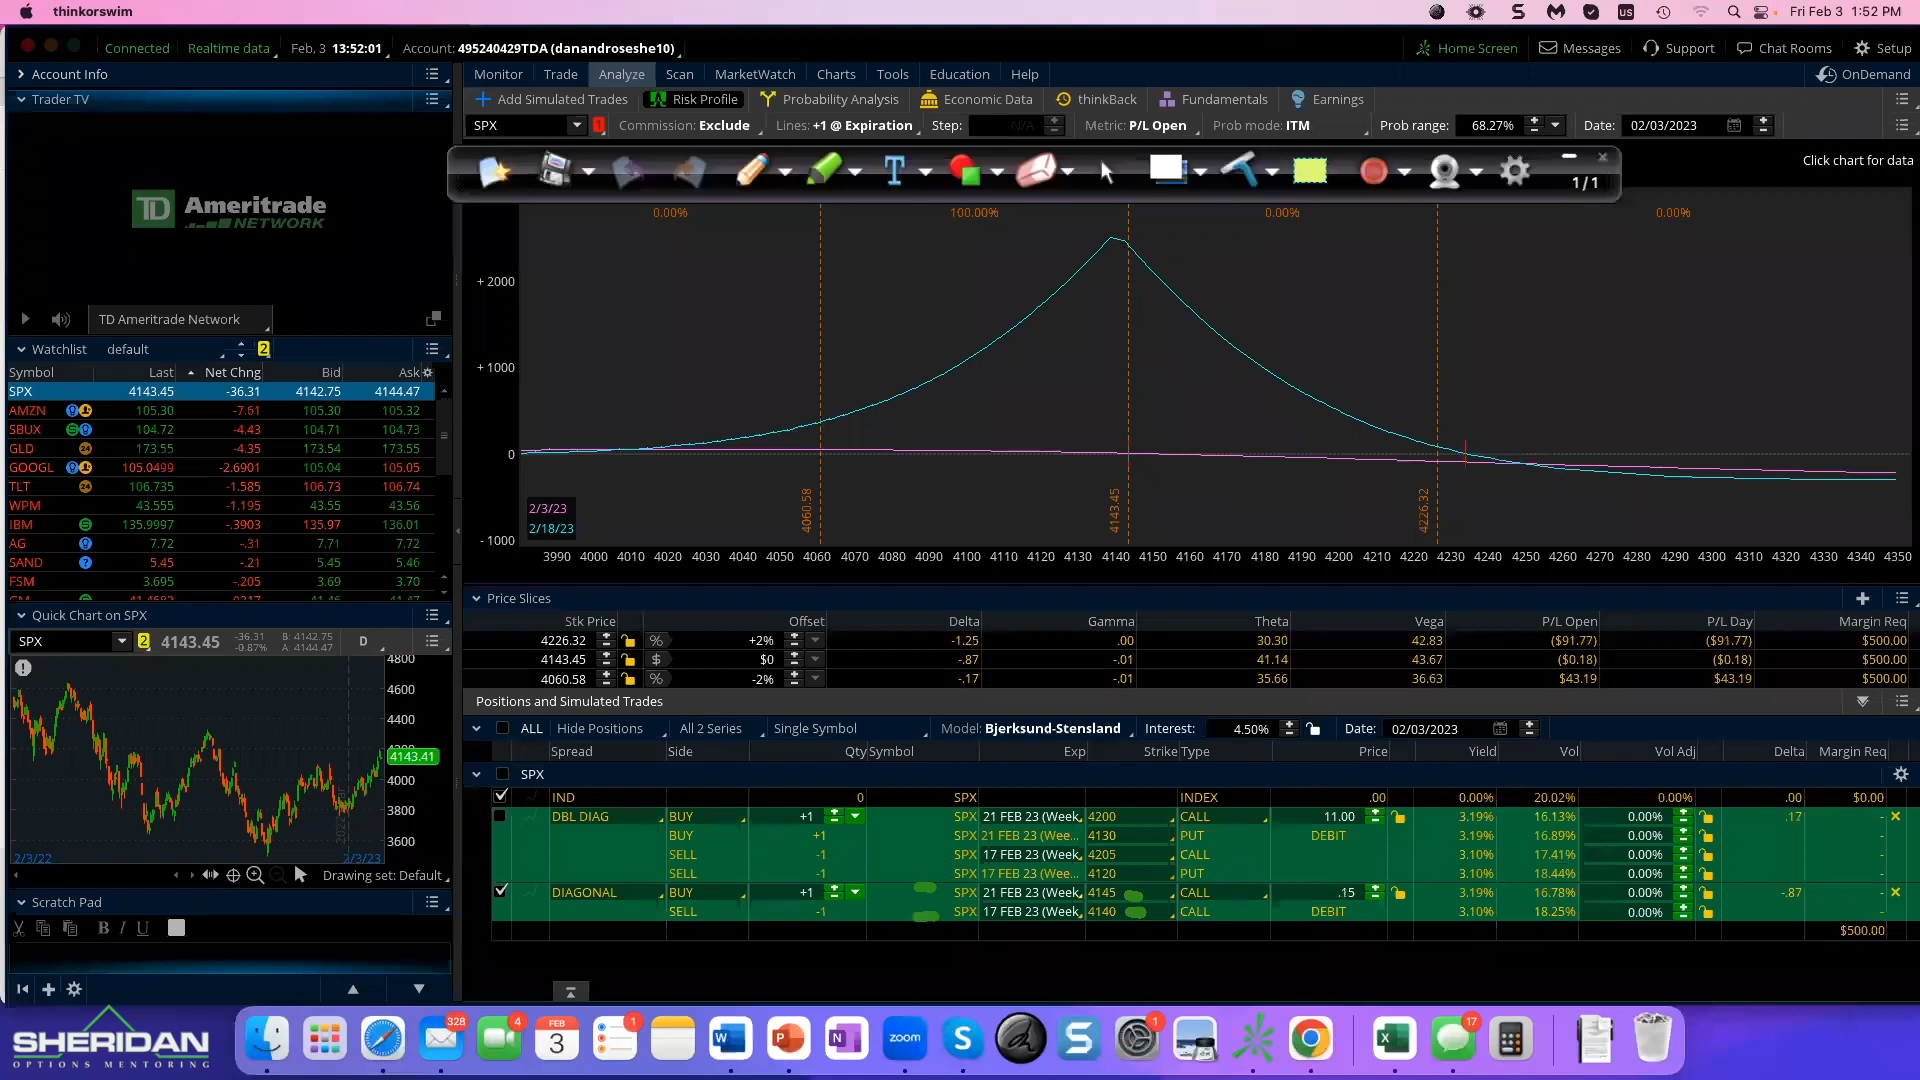 thinkorswim
Fri Feb 3 1:52 PM
US
Connected Realtime data Feb, 3 13:52:01 Account: 495240429TDA (danandroseshe10)
Home Screen Messages Support Chat Rooms Setup
Account Info
Monitor Trade Analyze Scan MarketWatch Charts Tools Education Help
OnDemand
Trader TV
Add Simulated Trades Risk Profile Probability Analysis Economic Data thinkBack Fundamentals Earnings
SPX 1 Commission: Exclude Lines: +1 @ Expiration Step: N/A Metric: P/L Open Prob mode: ITM Prob range: 68.27% Date: 02/03/2023
Click chart for data
T
1/1
TD Ameritrade
NETWORK
0.00% 100.00% 0.00% 0.00%
+ 2000
+ 1000
0
- 1000
4060.58 4143.45 4226.32
2/3/23
2/18/23
3990 4000 4010 4020 4030 4040 4050 4060 4070 4080 4090 4100 4110 4120 4130 4140 4150 4160 4170 4180 4190 4200 4210 4220 4230 4240 4250 4260 4270 4280 4290 4300 4310 4320 4330 4340 4350
TD Ameritrade Network
Watchlist default 2
Symbol Last Net Chng Bid Ask
SPX 4143.45 -36.31 4142.75 4144.47
AMZN 105.30 -7.61 105.30 105.32
SBUX 104.72 -4.43 104.71 104.73
GLD 173.55 -4.35 173.54 173.55
GOOGL 105.0499 -2.6901 105.04 105.05
TLT 106.735 -1.585 106.73 106.74
WPM 43.555 -1.195 43.55 43.56
IBM 135.9997 -.3903 135.97 136.01
AG 7.72 -.31 7.71 7.72
SAND 5.45 -.21 5.45 5.46
FSM 3.695 -.205 3.69 3.70
Quick Chart on SPX
SPX 2 4143.45 -36.31 -0.87% B: 4142.75 A: 4144.47 D
4800
4600
4400
4143.41
4000
3800
3600
2/3/22 2/3/23
Drawing set: Default
Scratch Pad
B I U
Price Slices
Stk Price Offset Delta Gamma Theta Vega P/L Open P/L Day Margin Req
4226.32 % +2% -1.25 .00 30.30 42.83 ($91.77) ($91.77) $500.00
4143.45 $ $0 -.87 -.01 41.14 43.67 ($0.18) ($0.18) $500.00
4060.58 % -2% -.17 -.01 35.66 36.63 $43.19 $43.19 $500.00
Positions and Simulated Trades
ALL Hide Positions All 2 Series Single Symbol Model: Bjerksund-Stensland Interest: 4.50% Date: 02/03/2023
Spread Side Qty Symbol Exp Strike Type Price Yield Vol Vol Adj Delta Margin Req
SPX
IND 0 SPX INDEX .00 0.00% 20.02% 0.00% .00 $0.00
DBL DIAG BUY +1 SPX 21 FEB 23 (Week 4200 CALL 11.00 3.19% 16.13% 0.00% .17 -
BUY +1 SPX 21 FEB 23 (Wee... 4130 PUT DEBIT 3.19% 16.89% 0.00% -
SELL -1 SPX 17 FEB 23 (Week 4205 CALL 3.10% 17.41% 0.00% -
SELL -1 SPX 17 FEB 23 (Wee... 4120 PUT 3.10% 18.44% 0.00% -
DIAGONAL BUY +1 SPX 21 FEB 23 (Week 4145 CALL .15 3.19% 16.78% 0.00% -.87 -
SELL -1 SPX 17 FEB 23 (Week 4140 CALL DEBIT 3.10% 18.25% 0.00% -
$500.00
SHERIDAN
OPTIONS MENTORING
328 4 FEB 3 1 W P N zoom S S 1 X 17